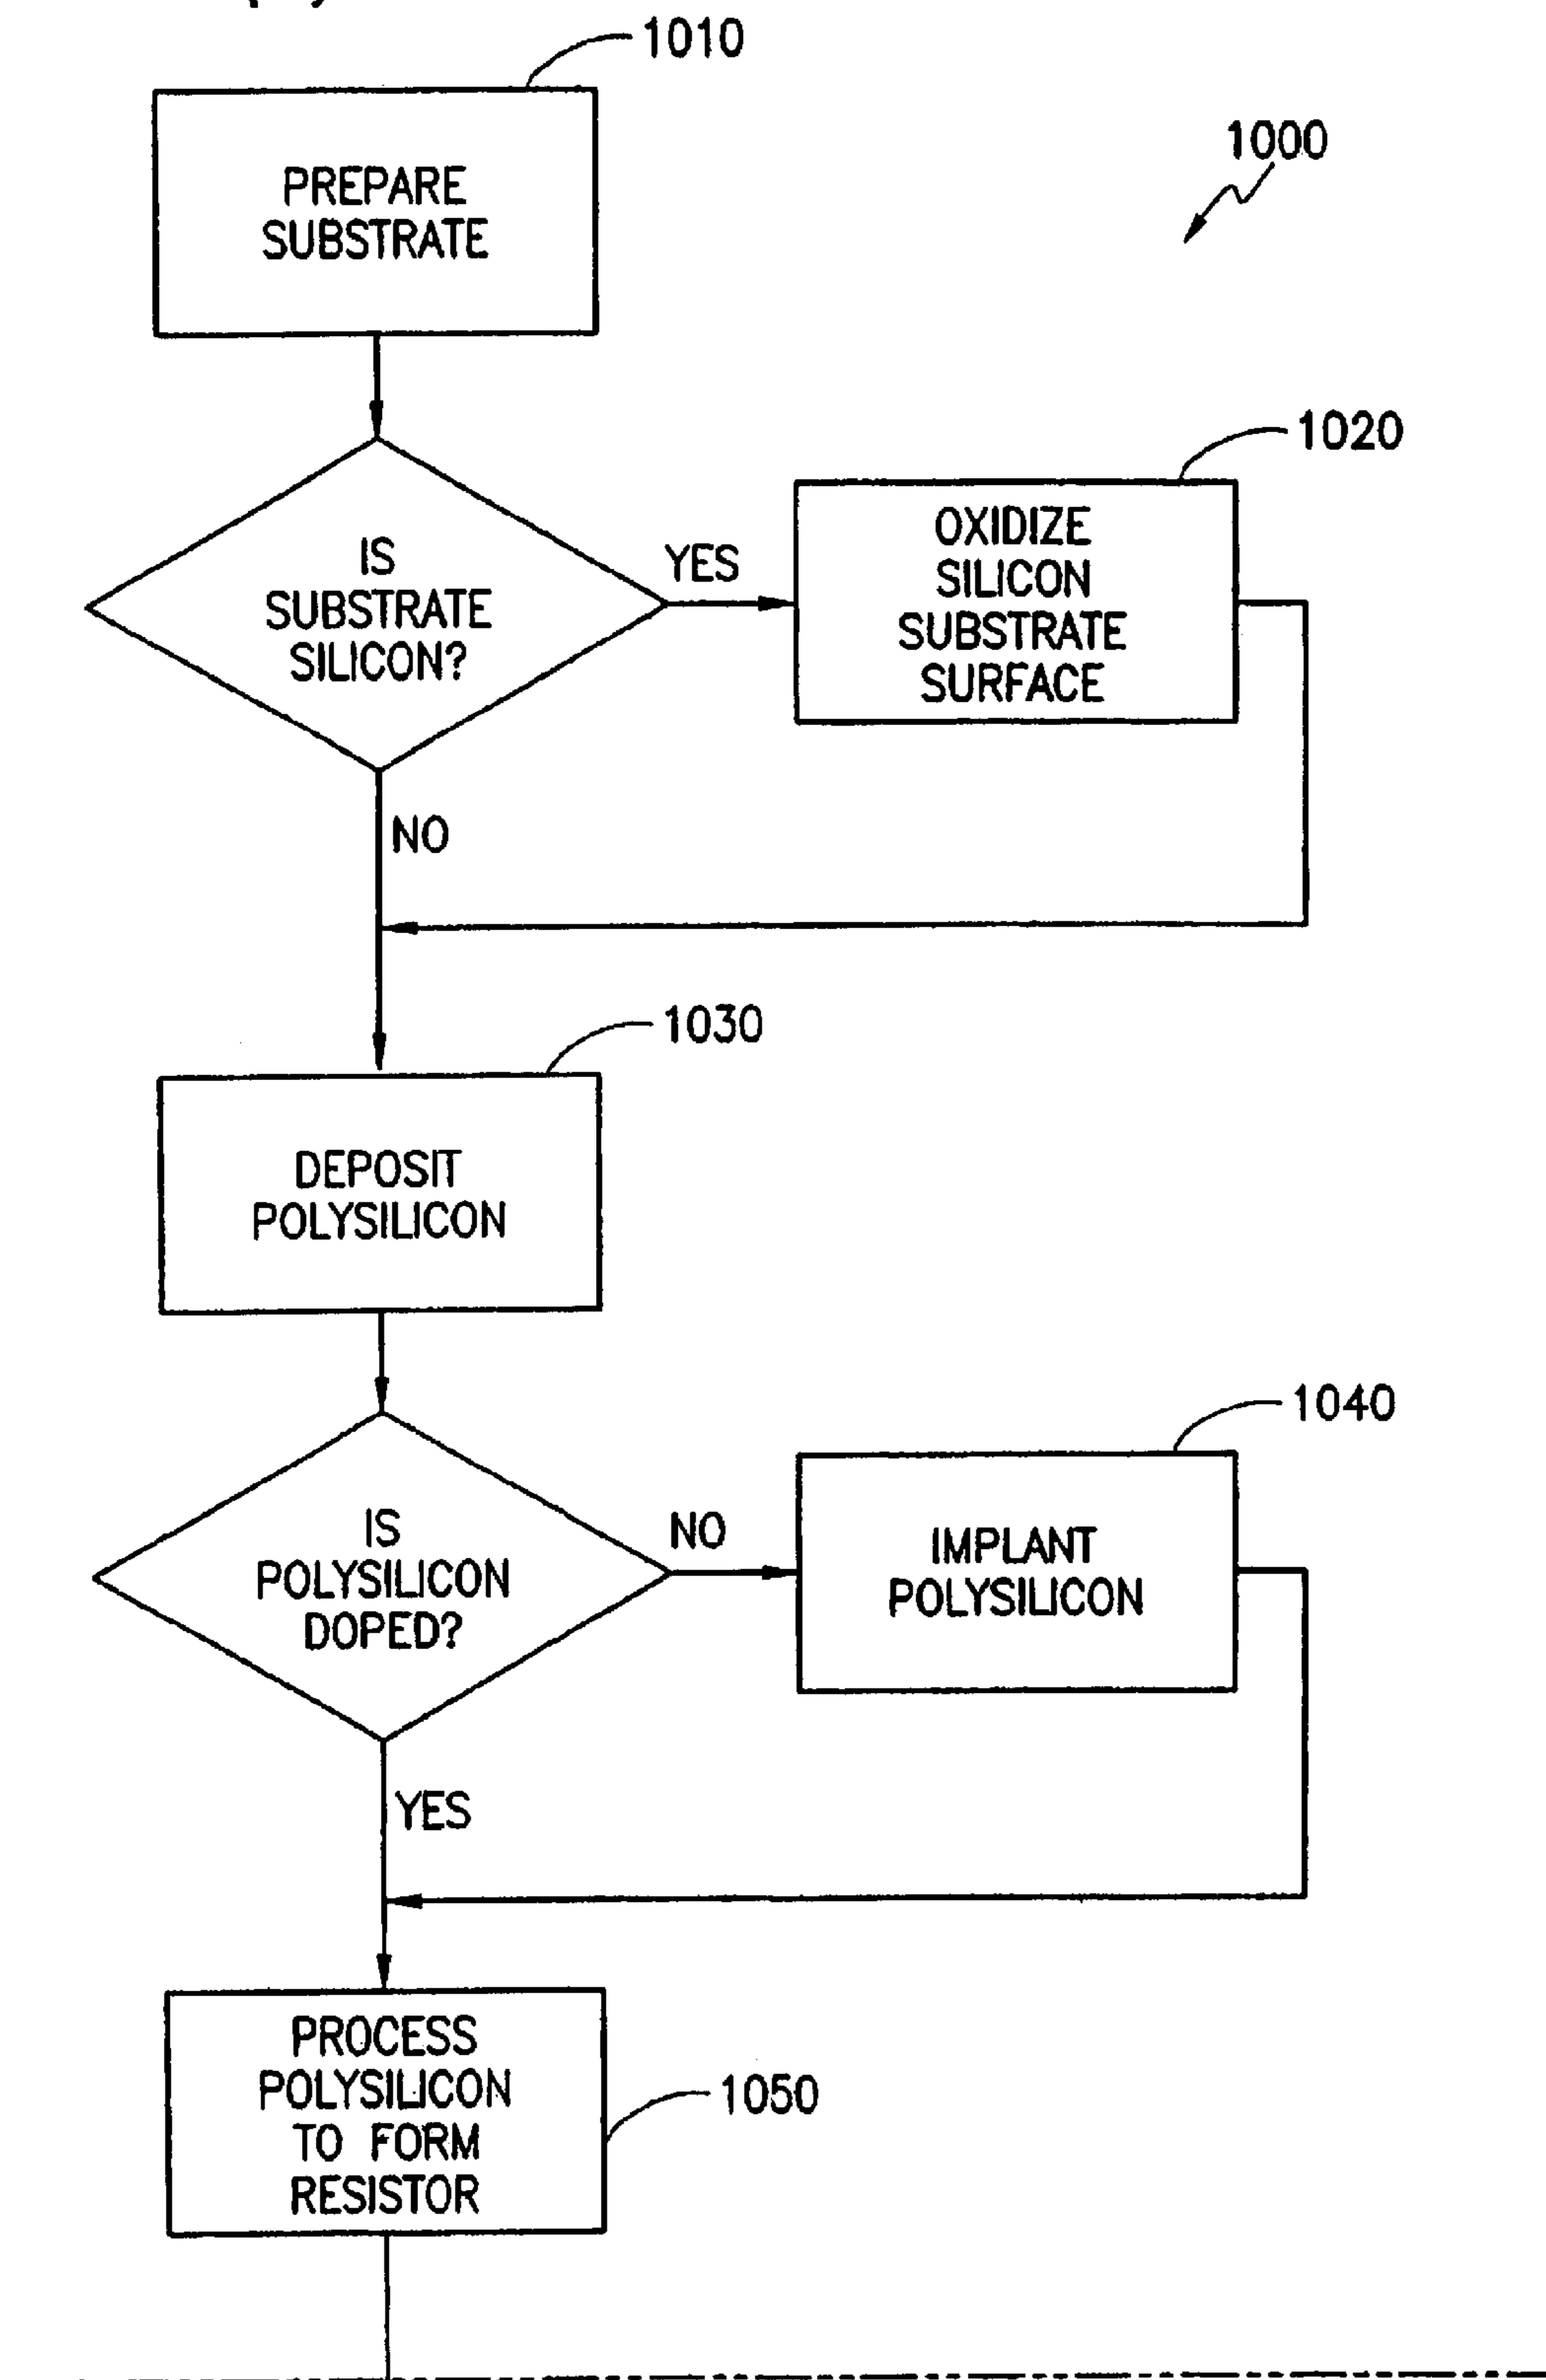 1010
PREPARE
SUBSTRATE
1000
IS
SUBSTRATE
SILICON?
YES
1020
OXIDIZE
SILICON
SUBSTRATE
SURFACE
NO
1030
DEPOSIT
POLYSILICON
IS
POLYSILICON
DOPED?
NO
1040
IMPLANT
POLYSILICON
YES
PROCESS
POLYSILICON
TO FORM
RESISTOR
1050